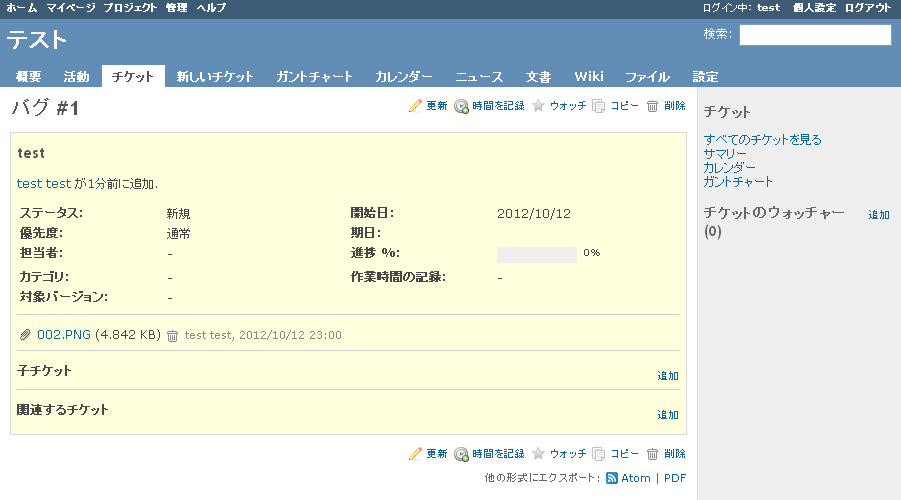 ホーム マイページ プロジェクト 管理 ヘルプ ログイン中: test 個人設定 ログアウト
テスト 検索:
概要 活動 チケット 新しいチケット ガントチャート カレンダー ニュース 文書 Wiki ファイル 設定
バグ #1 更新 時間を記録 ウォッチ コピー 削除
test
test test が1分前に追加.
ステータス: 新規 開始日: 2012/10/12
優先度: 通常 期日:
担当者: - 進捗 %: 0%
カテゴリ: - 作業時間の記録: -
対象バージョン: -
002.PNG (4.842 KB) test test, 2012/10/12 23:00
子チケット 追加
関連するチケット 追加
更新 時間を記録 ウォッチ コピー 削除
他の形式にエクスポート: Atom | PDF
チケット
すべてのチケットを見る
サマリー
カレンダー
ガントチャート
チケットのウォッチャー 追加
(0)